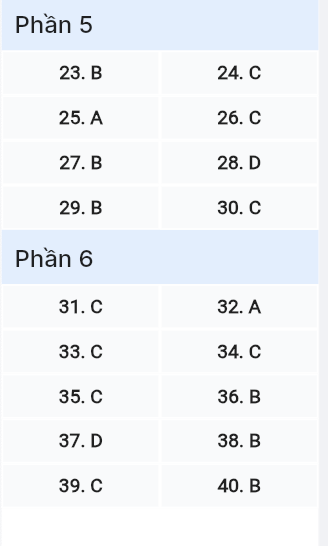 Phần 5
23. B 24. C
25. A 26. C
27. B 28. D
29. B 30. C
Phần 6
31. C 32. A
33. C 34. C
35. C 36. B
37. D 38. B
39. C 40. B